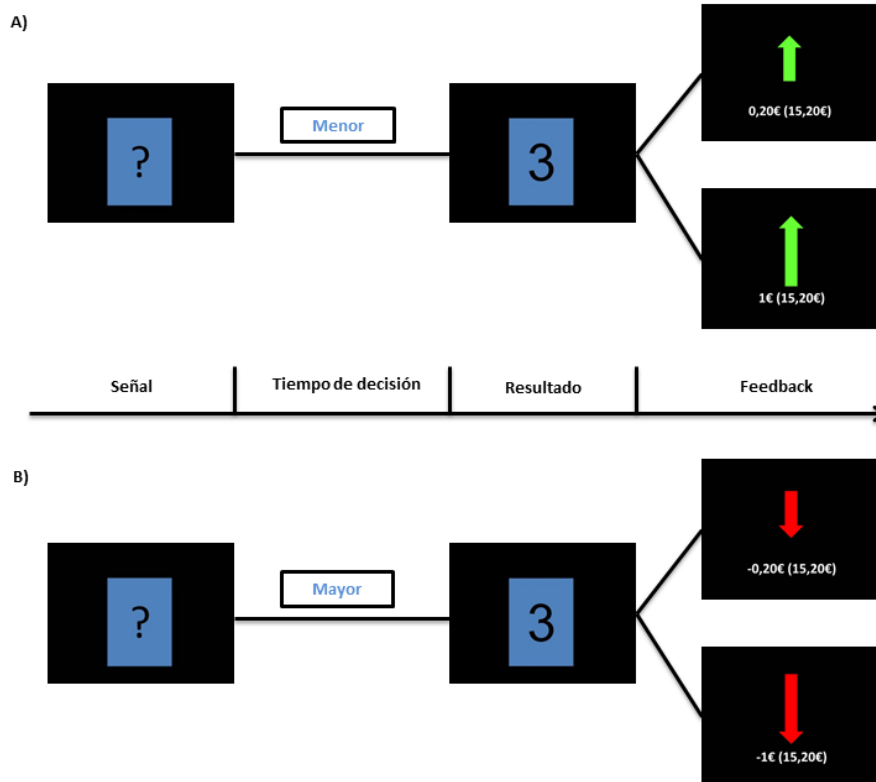 A)
?
Menor
3
0,20€ (15,20€)
1€ (15,20€)
Señal
Tiempo de decisión
Resultado
Feedback
B)
?
Mayor
3
-0,20€ (15,20€)
-1€ (15,20€)